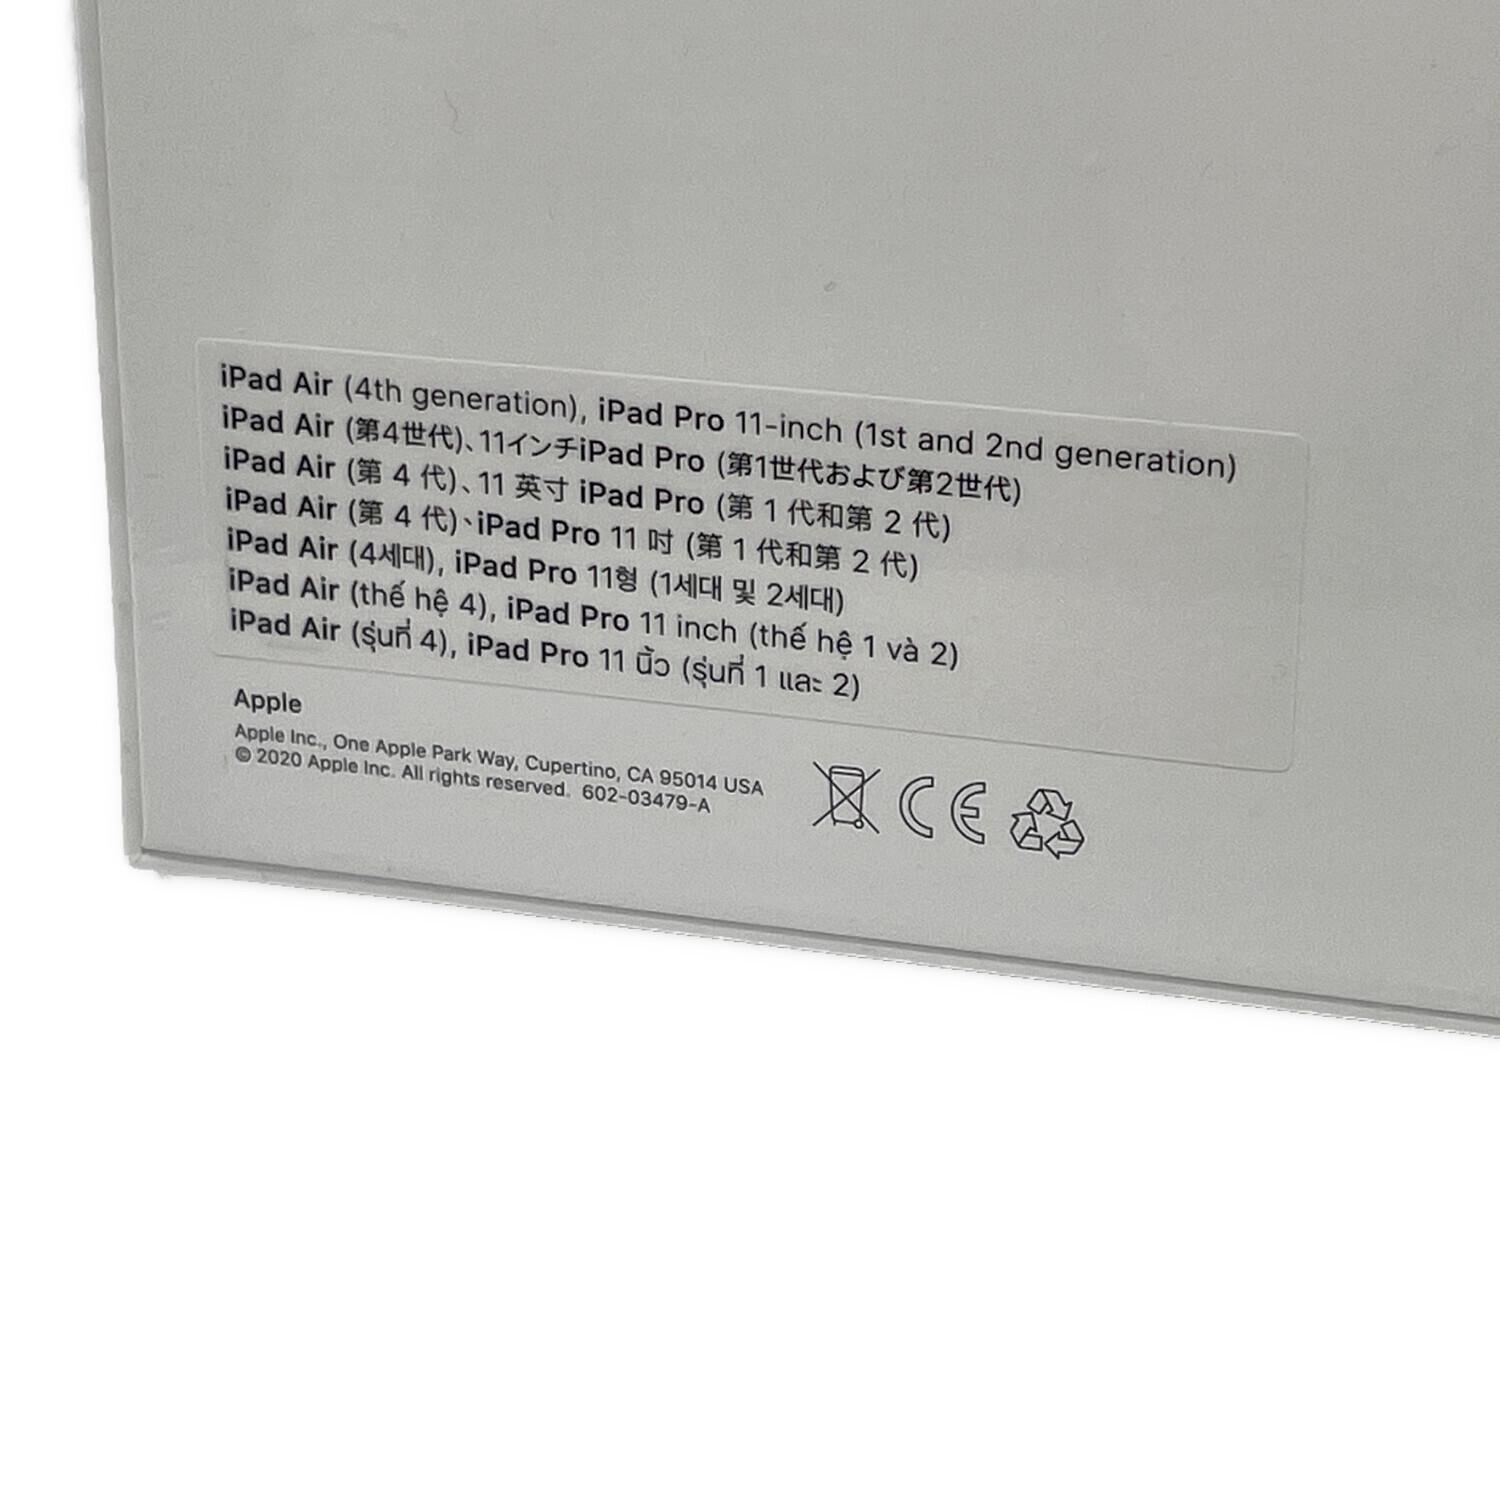 iPad Air (4th generation), iPad Pro 11-inch (1st and 2nd generation)
iPad Air (第4世代)、11インチiPad Pro (第1世代および第2世代)
iPad Air (第 4 代)、11 英寸 iPad Pro (第 1 代和第 2 代)
iPad Air (第 4 代)、iPad Pro 11 吋 (第 1 代和第 2 代)
iPad Air (4세대), iPad Pro 11형 (1세대 및 2세대)
iPad Air (thế hệ 4), iPad Pro 11 inch (thế hệ 1 và 2)
iPad Air (รุ่นที่ 4), iPad Pro 11 นิ้ว (รุ่นที่ 1 และ 2)
Apple
Apple Inc., One Apple Park Way, Cupertino, CA 95014 USA
© 2020 Apple Inc. All rights reserved. 602-03479-A
CE